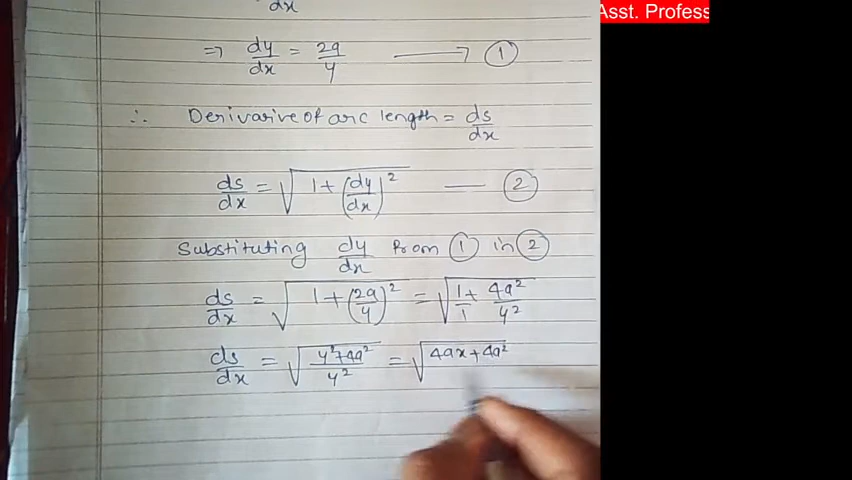 dx
⇒ dy/dx = 2a/y ——→ ①
∴ Derivarive of arc length = ds/dx
ds/dx = √(1+(dy/dx)²) —— ②
Substituting dy/dx from ① in ②
ds/dx = √(1+(2a/y)²) = √(1/1 + 4a²/y²)
ds/dx = √((y²+4a²)/y²) = √(4ax+4a²
Asst. Profess